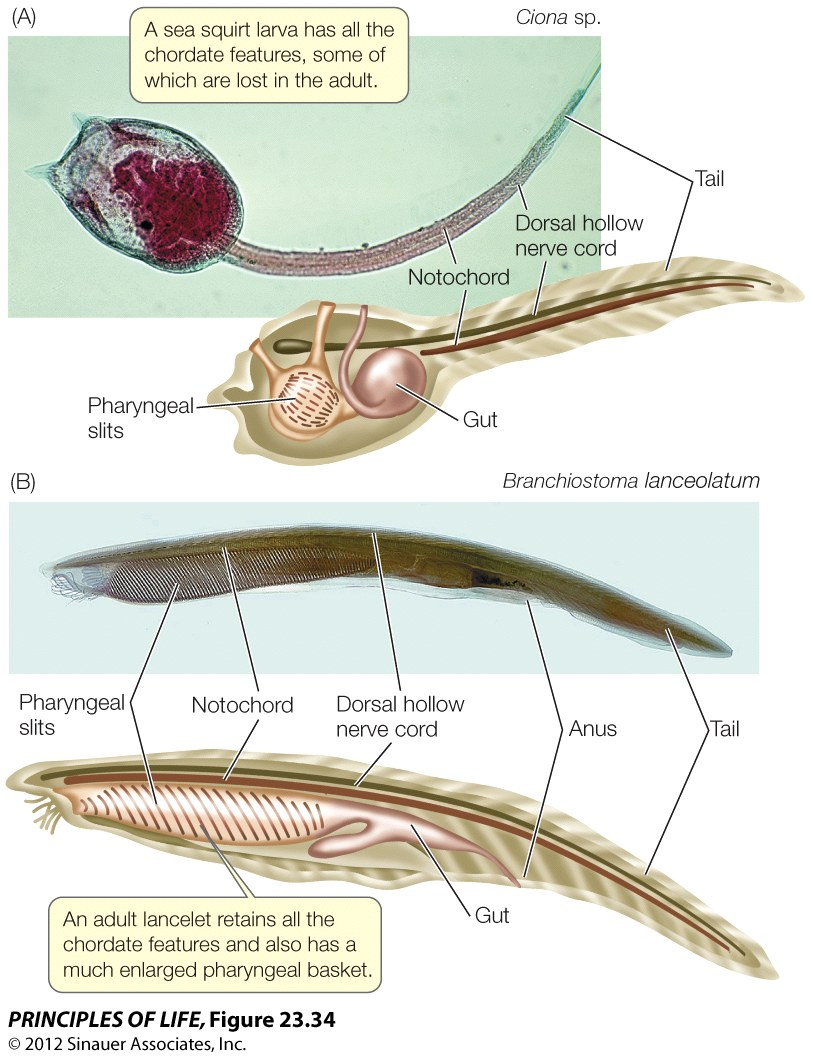 (A)
Ciona sp.
A sea squirt larva has all the
chordate features, some of
which are lost in the adult.
Tail
Dorsal hollow
nerve cord
Notochord
Pharyngeal
slits
Gut
(B)
Branchiostoma lanceolatum
Pharyngeal
slits
Notochord
Dorsal hollow
nerve cord
Anus
Tail
Gut
An adult lancelet retains all the
chordate features and also has a
much enlarged pharyngeal basket.
PRINCIPLES OF LIFE, Figure 23.34
© 2012 Sinauer Associates, Inc.